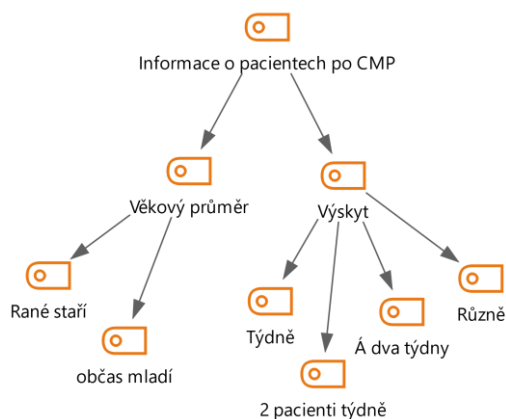 Informace o pacientech po CMP
Věkový průměr
Výskyt
Rané staří
Týdně
Á dva týdny
Různě
občas mladí
2 pacienti týdně